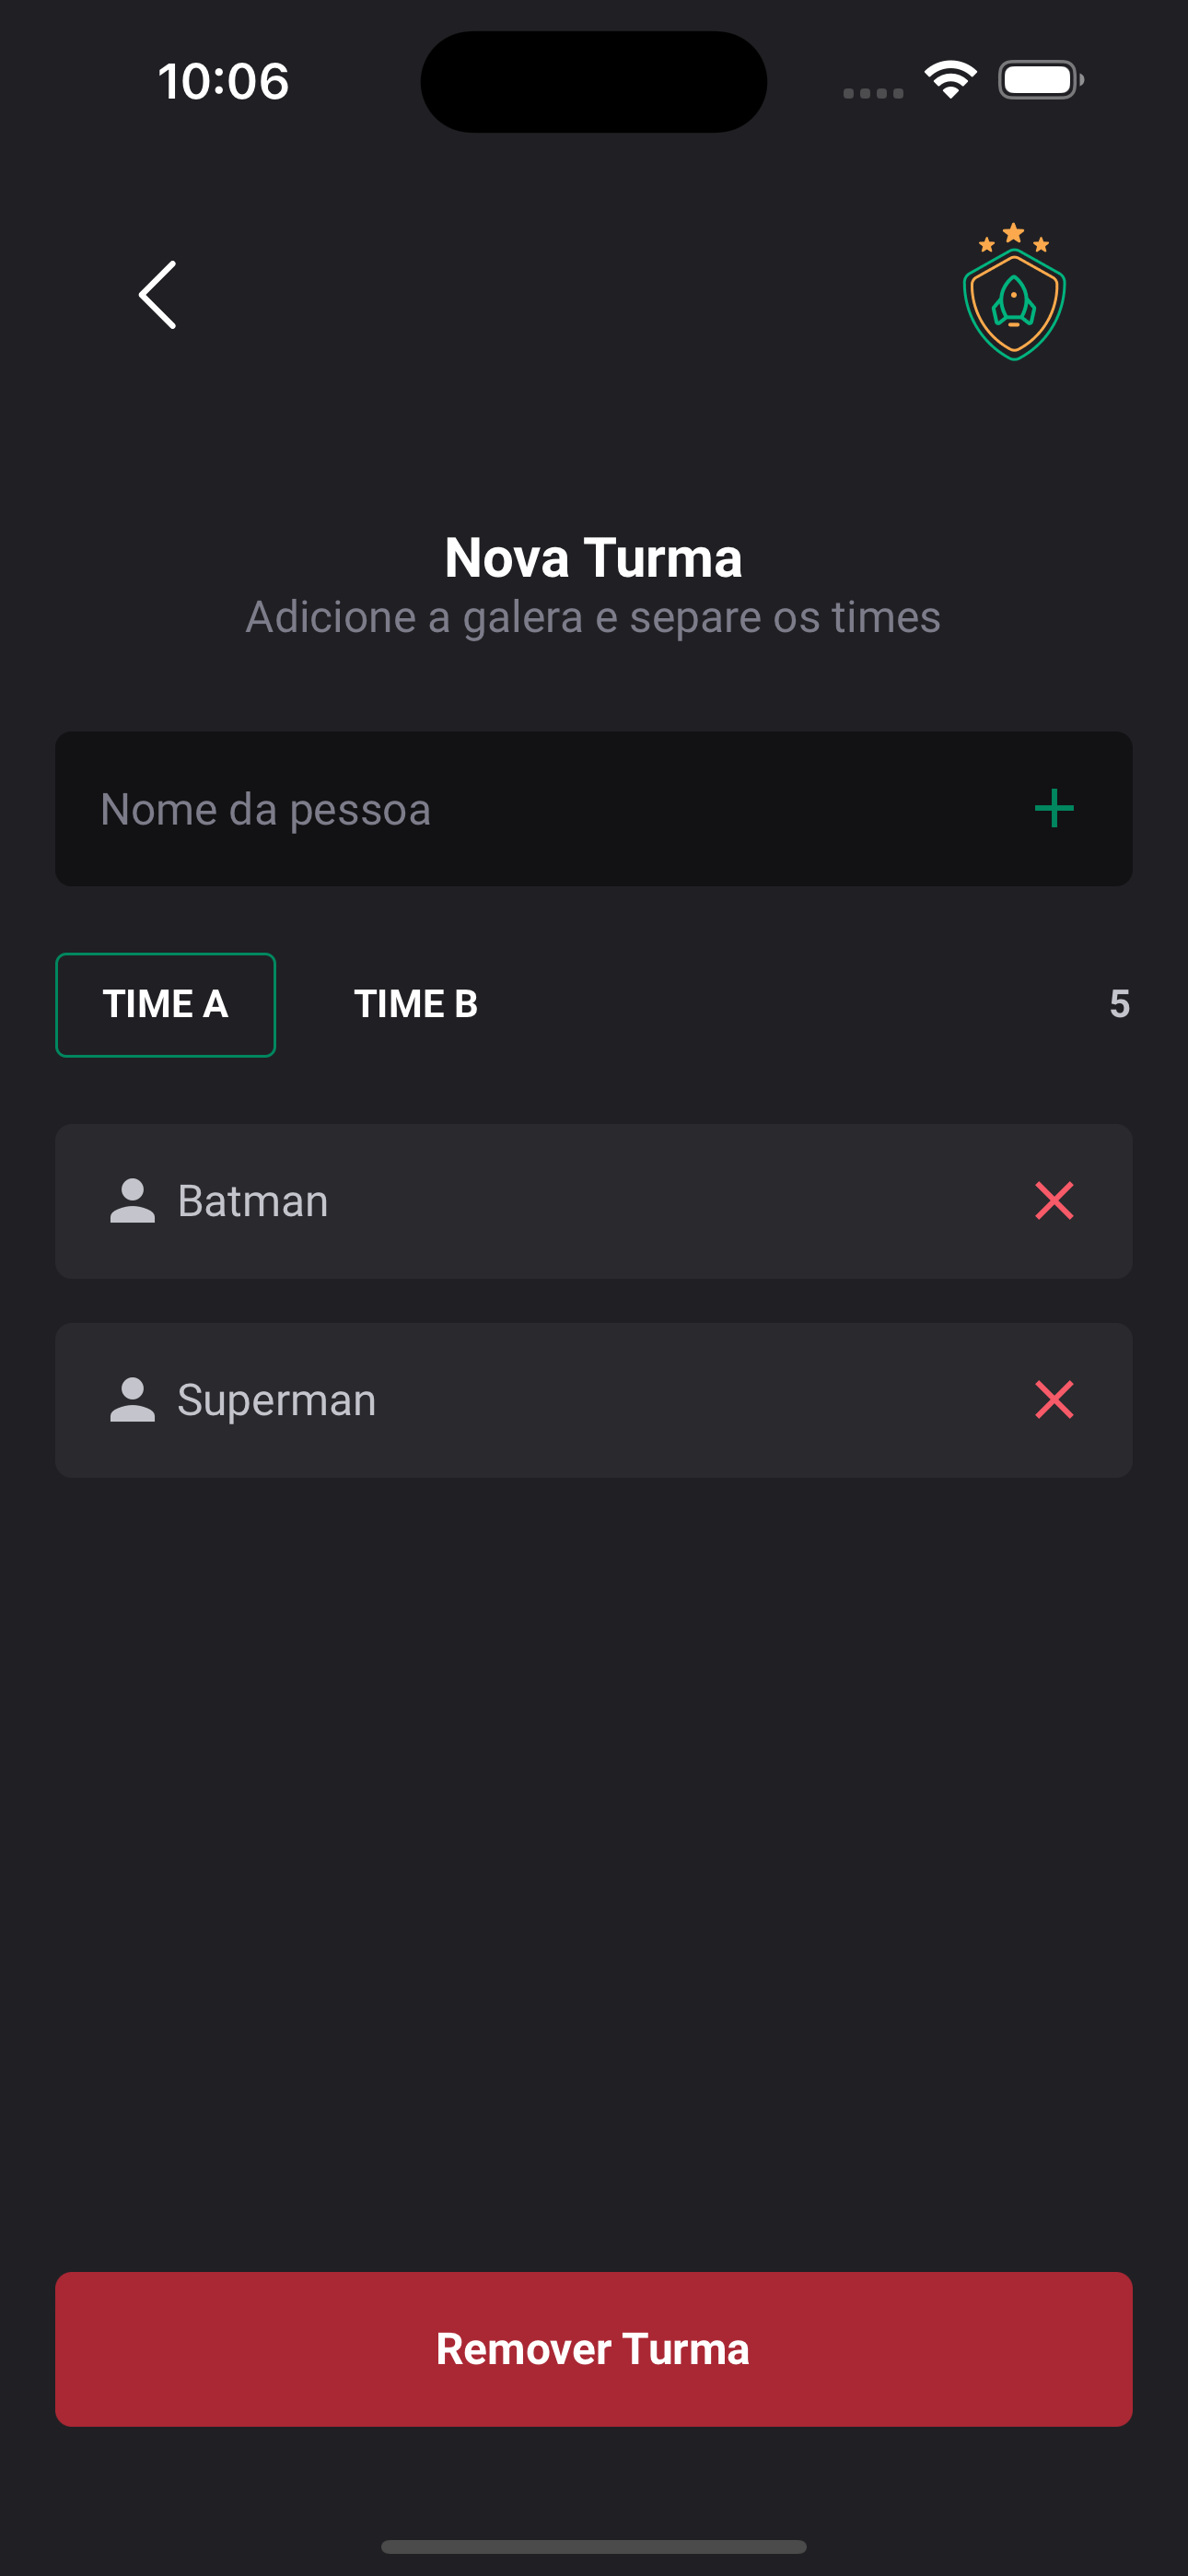 10:06
Nova Turma
Adicione a galera e separe os times
Nome da pessoa
TIME A TIME B 5
Batman
Superman
Remover Turma